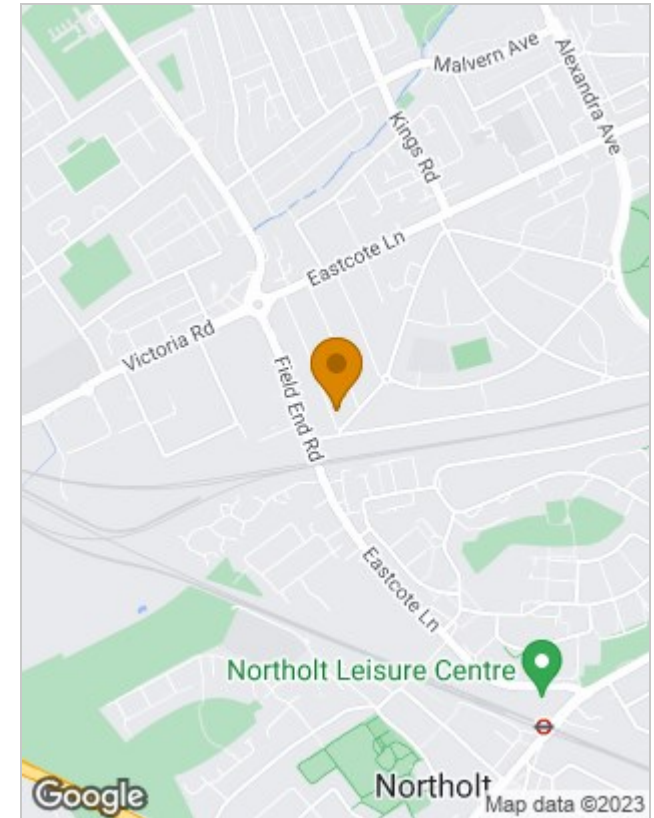 Malvern Ave
Alexandra Ave
Kings Rd
Eastcote Ln
Victoria Rd
Field End Rd
Eastcote Ln
Northolt Leisure Centre
Northolt
Google
Map data ©2023